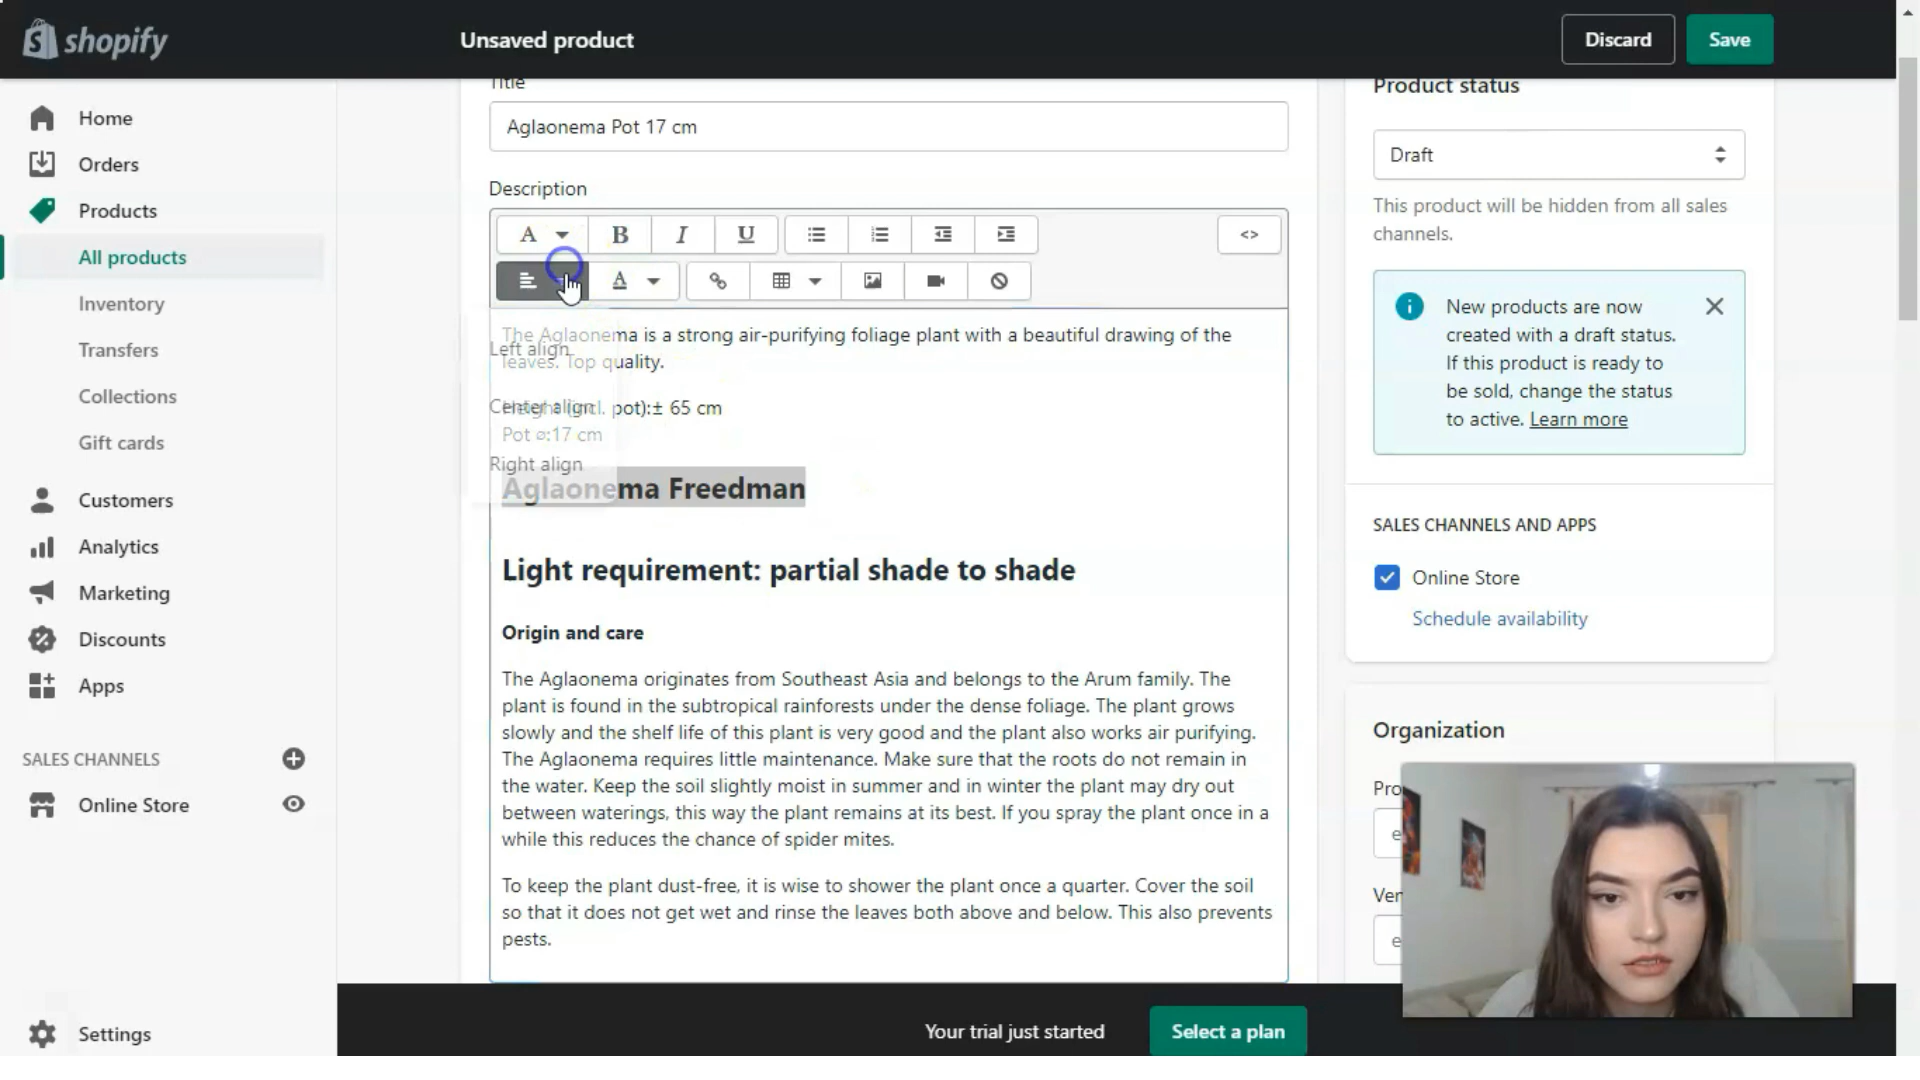 shopify
Unsaved product
Discard
Save
Home
Orders
Products
All products
Inventory
Transfers
Collections
Gift cards
Customers
Analytics
Marketing
Discounts
Apps
SALES CHANNELS
Online Store
Settings
Title
Aglaonema Pot 17 cm
Description
A
B
I
U
<>
A
The Aglaonema is a strong air-purifying foliage plant with a beautiful drawing of the
leaves. Top quality.
Left align
Height (incl. pot):± 65 cm
Center align
Pot ⌀:17 cm
Right align
Aglaonema Freedman
Light requirement: partial shade to shade
Origin and care
The Aglaonema originates from Southeast Asia and belongs to the Arum family. The
plant is found in the subtropical rainforests under the dense foliage. The plant grows
slowly and the shelf life of this plant is very good and the plant also works air purifying.
The Aglaonema requires little maintenance. Make sure that the roots do not remain in
the water. Keep the soil slightly moist in summer and in winter the plant may dry out
between waterings, this way the plant remains at its best. If you spray the plant once in a
while this reduces the chance of spider mites.
To keep the plant dust-free, it is wise to shower the plant once a quarter. Cover the soil
so that it does not get wet and rinse the leaves both above and below. This also prevents
pests.
Product status
Draft
This product will be hidden from all sales
channels.
New products are now
created with a draft status.
If this product is ready to
be sold, change the status
to active. Learn more
SALES CHANNELS AND APPS
Online Store
Schedule availability
Organization
Pro
e
Ven
e
Your trial just started
Select a plan